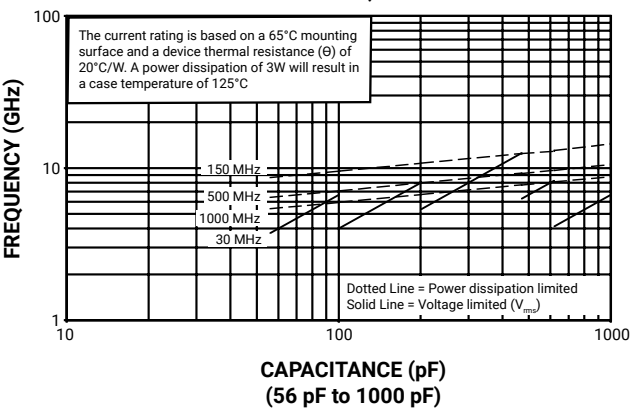 100
The current rating is based on a 65°C mounting
surface and a device thermal resistance (ϴ) of
20°C/W. A power dissipation of 3W will result in
a case temperature of 125°C
FREQUENCY (GHz)
10
150 MHz
500 MHz
1000 MHz
30 MHz
Dotted Line = Power dissipation limited
Solid Line = Voltage limited (Vrms)
1
10
100
1000
CAPACITANCE (pF)
(56 pF to 1000 pF)